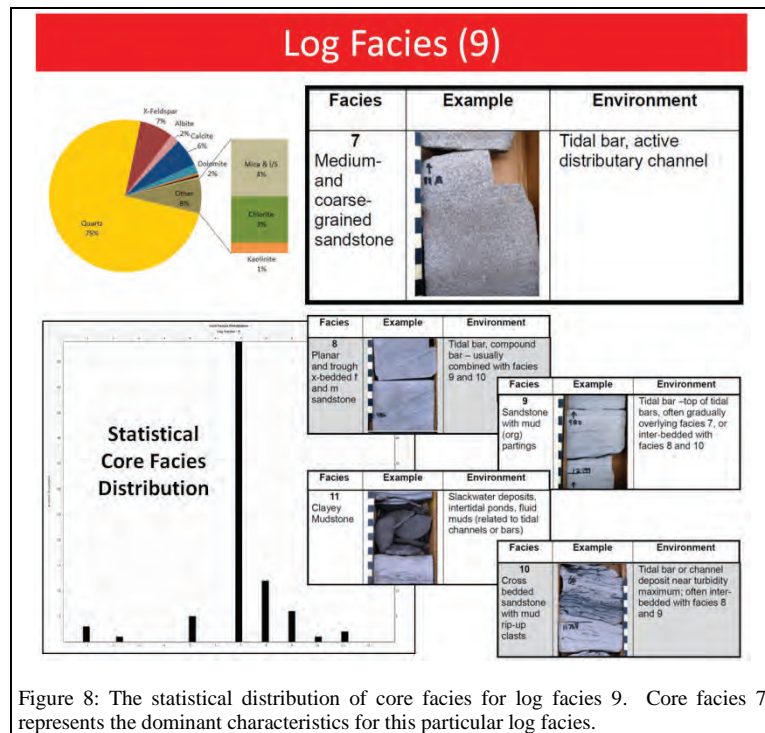 Log Facies (9)
X-Feldspar
7%
Albite
2%
Calcite
6%
Dolomite
2%
Other
8%
Quartz
75%
Mica & I/S
4%
Chlorite
3%
Kaolinite
1%
Facies Example Environment
7
Medium-
and
coarse-
grained
sandstone
Tidal bar, active
distributary channel
Statistical
Core Facies
Distribution
Facies Example Environment
8
Planar
and trough
x-bedded f
and m
sandstone
Tidal bar, compound
bar – usually
combined with facies
9 and 10
Facies Example Environment
9
Sandstone
with mud
(org)
partings
Tidal bar –top of tidal
bars, often gradually
overlying facies 7, or
inter-bedded with
facies 8 and 10
Facies Example Environment
11
Clayey
Mudstone
Slackwater deposits,
intertidal ponds, fluid
muds (related to tidal
channels or bars)
Facies Example Environment
10
Cross
bedded
sandstone
with mud
rip-up
clasts
Tidal bar or channel
deposit near turbidity
maximum; often inter-
bedded with facies 8
and 9
Figure 8: The statistical distribution of core facies for log facies 9. Core facies 7
represents the dominant characteristics for this particular log facies.